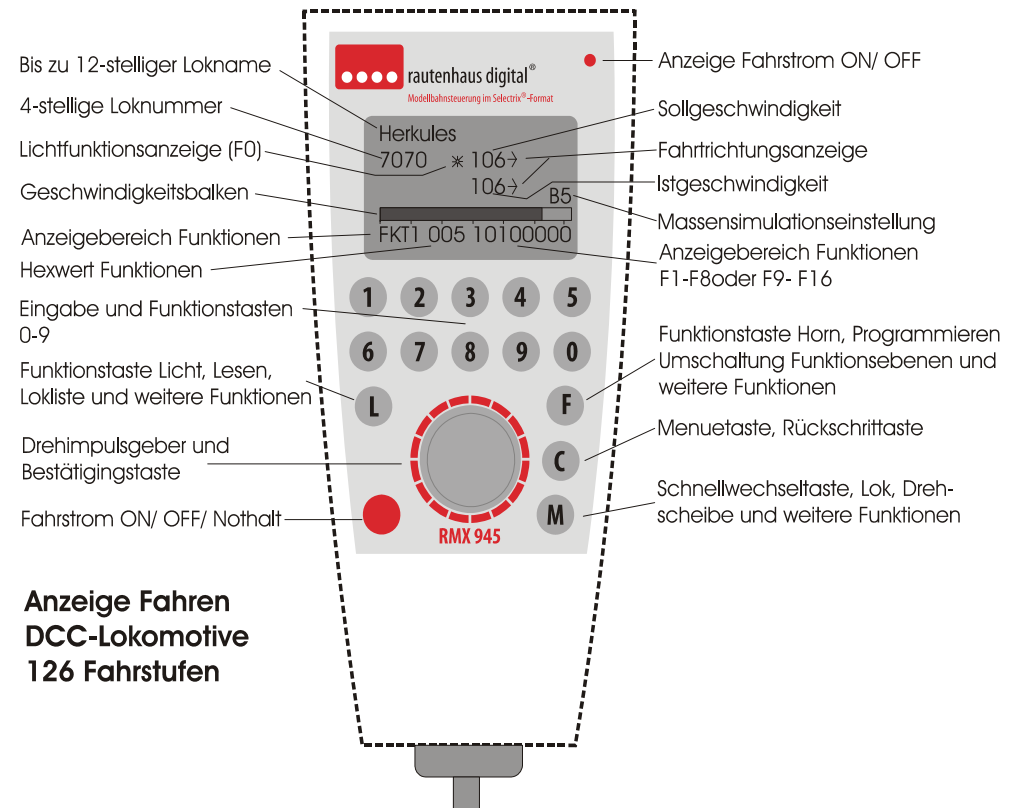 Bis zu 12-stelliger Lokname
4-stellige Loknummer
Lichtfunktionsanzeige (F0)
Geschwindigkeitsbalken
Anzeigebereich Funktionen
Hexwert Funktionen
Eingabe und Funktionstasten
0-9
Funktionstaste Licht, Lesen,
Lokliste und weitere Funktionen
Drehimpulsgeber und
Bestätigingstaste
Fahrstrom ON/ OFF/ Nothalt
rautenhaus digital®
Modellbahnsteuerung im Selectrix®-Format
Herkules
7070 ✳ 106→
106→
B5
FKT1 005 10100000
1 2 3 4 5
6 7 8 9 0
L F
C
M
RMX 945
Anzeige Fahrstrom ON/ OFF
Sollgeschwindigkeit
Fahrtrichtungsanzeige
Istgeschwindigkeit
Massensimulationseinstellung
Anzeigebereich Funktionen
F1-F8oder F9- F16
Funktionstaste Horn, Programmieren
Umschaltung Funktionsebenen und
weitere Funktionen
Menuetaste, Rückschrittaste
Schnellwechseltaste, Lok, Dreh-
scheibe und weitere Funktionen
Anzeige Fahren
DCC-Lokomotive
126 Fahrstufen